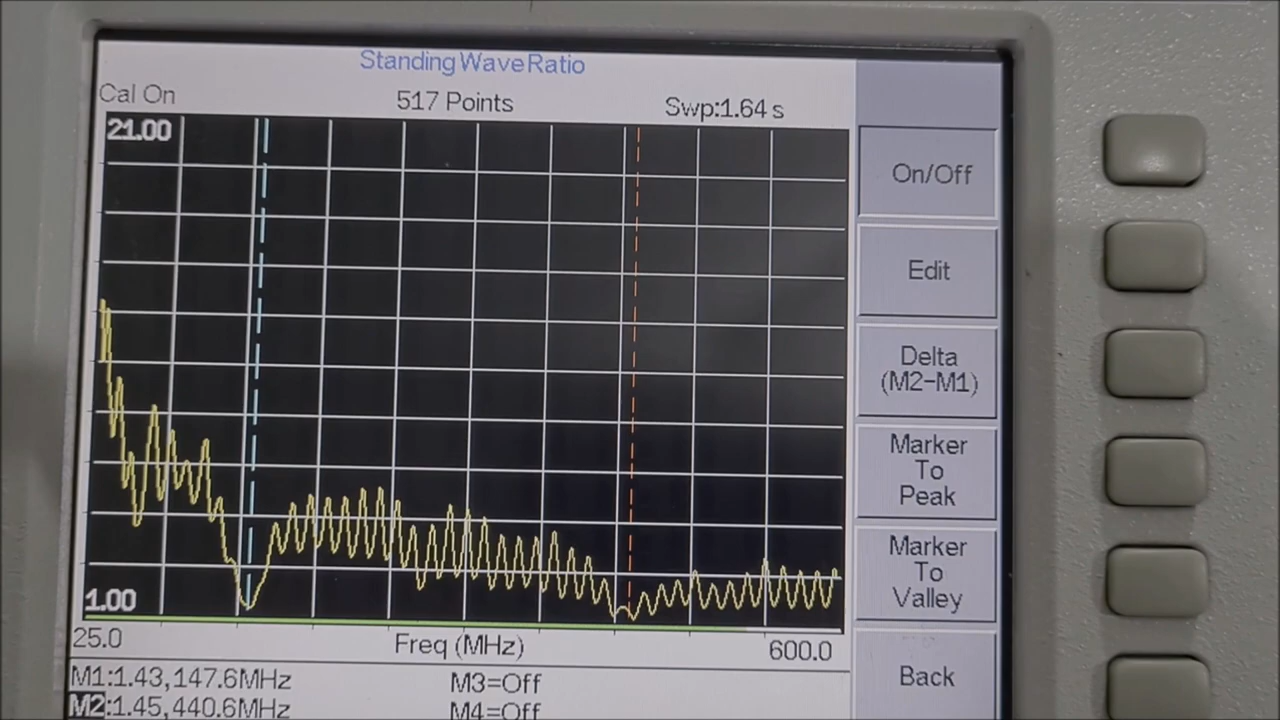 Standing Wave Ratio
Cal On
517 Points
Swp:1.64 s
21.00
1.00
25.0
Freq (MHz)
600.0
M1:1.43,147.6MHz
M3=Off
M2:1.45,440.6MHz
M4=Off
On/Off
Edit
Delta
(M2-M1)
Marker
To
Peak
Marker
To
Valley
Back